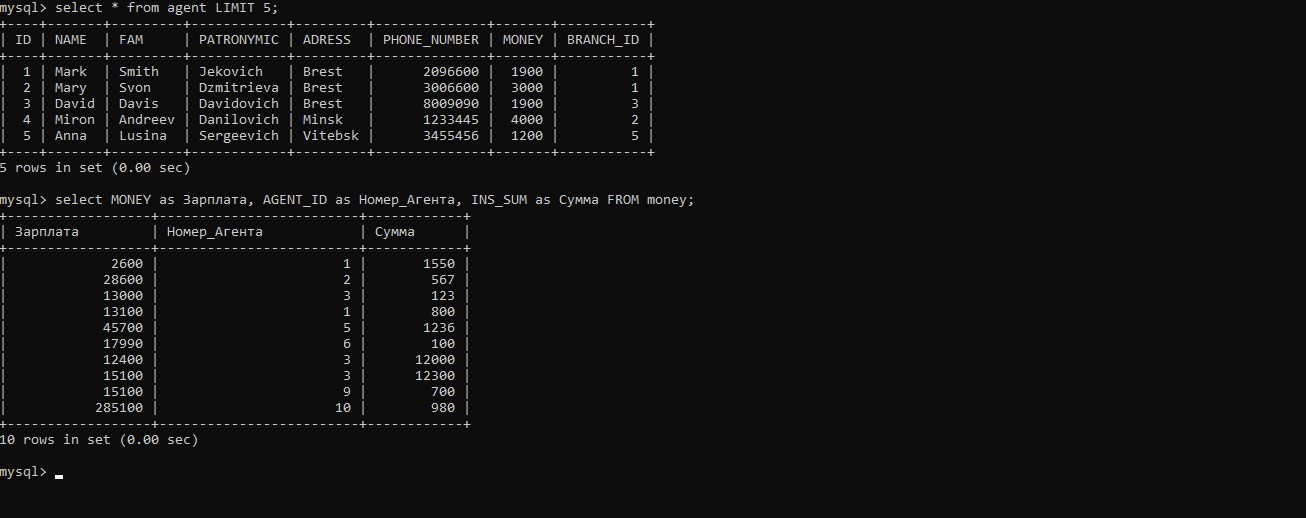 mysql> select * from agent LIMIT 5;
+----+-------+---------+------------+---------+--------------+-------+-----------+
| ID | NAME  | FAM     | PATRONYMIC | ADRESS  | PHONE_NUMBER | MONEY | BRANCH_ID |
+----+-------+---------+------------+---------+--------------+-------+-----------+
|  1 | Mark  | Smith   | Jekovich   | Brest   |      2096600 | 1900  |         1 |
|  2 | Mary  | Svon    | Dzmitrieva | Brest   |      3006600 | 3000  |         1 |
|  3 | David | Davis   | Davidovich | Brest   |      8009090 | 1900  |         3 |
|  4 | Miron | Andreev | Danilovich | Minsk   |      1233445 | 4000  |         2 |
|  5 | Anna  | Lusina  | Sergeevich | Vitebsk |      3455456 | 1200  |         5 |
+----+-------+---------+------------+---------+--------------+-------+-----------+
5 rows in set (0.00 sec)
mysql> select MONEY as Зарплата, AGENT_ID as Номер_Агента, INS_SUM as Сумма FROM money;
+------------------+-------------------------+------------+
| Зарплата         | Номер_Агента            | Сумма      |
+------------------+-------------------------+------------+
|             2600 |                       1 |       1550 |
|            28600 |                       2 |        567 |
|            13000 |                       3 |        123 |
|            13100 |                       1 |        800 |
|            45700 |                       5 |       1236 |
|            17990 |                       6 |        100 |
|            12400 |                       3 |      12000 |
|            15100 |                       3 |      12300 |
|            15100 |                       9 |        700 |
|           285100 |                      10 |        980 |
+------------------+-------------------------+------------+
10 rows in set (0.00 sec)
mysql> _